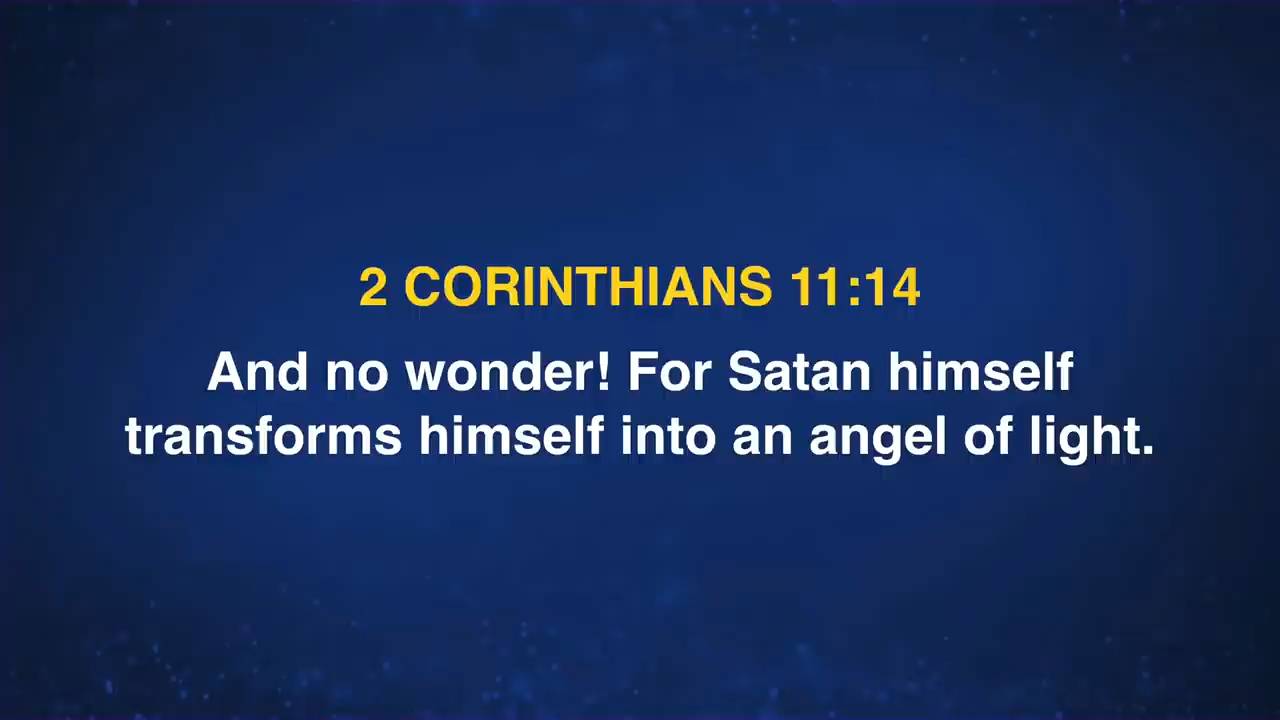 2 CORINTHIANS 11:14
And no wonder! For Satan himself
transforms himself into an angel of light.